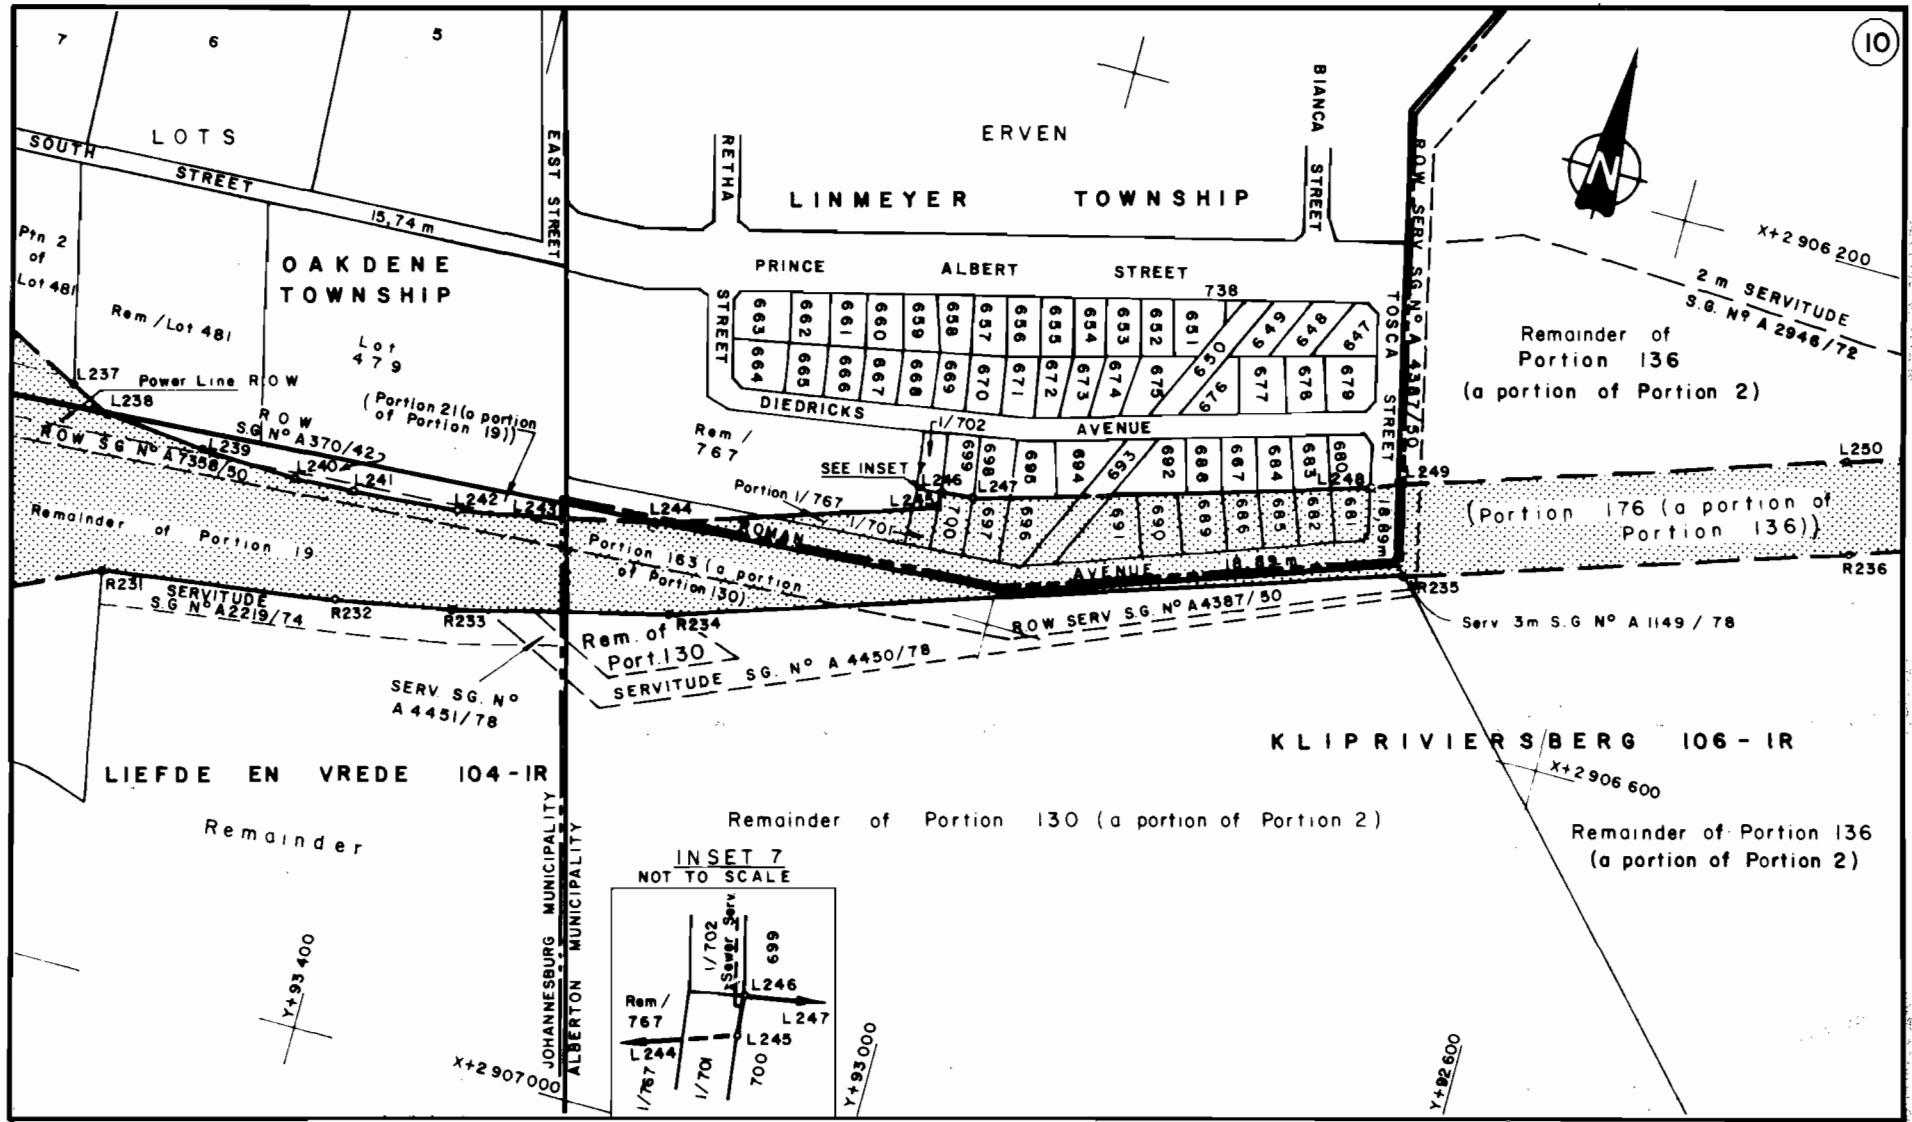 10
7
6
5
LOTS
SOUTH STREET
15,74 m
EAST STREET
RETHA STREET
ERVEN
BIANCA STREET
LINMEYER TOWNSHIP
N
X+2 906 200
2 m SERVITUDE
S.G. Nº A 2946/72
ROW SERV SG Nº A 4387/50
Ptn 2
of
Lot 481
OAKDENE
TOWNSHIP
Rem /Lot 481
Lot
479
(Portion 21(a portion
of Portion 19))
PRINCE ALBERT STREET
738
663 662 661 660 659 658 657 656 655 654 653 652 651 650 649 648 647
664 665 666 667 668 669 670 671 672 673 674 675 676 677 678 679
TOSCA STREET
Remainder of
Portion 136
(a portion of Portion 2)
DIEDRICKS AVENUE
L237
Power Line ROW
L238
ROW
S.G Nº A370/42
ROW SG Nº A7358/50
L239
L240
L241
L242
L243
L244
Rem /
767
1/702
SEE INSET 7
L246
L245
L247
L248
L249
L250
699 698 695 694 693 692 688 687 684 683 680
700 697 696 691 690 689 686 685 682 681
Portion 1/767
1/701
ROMAN AVENUE
18,89 m
18,89m
(Portion 176 (a portion of
Portion 136))
Remainder of Portion 19
Portion 163 (a portion
of Portion 130)
R231
R232
R233
R234
R235
R236
SERVITUDE
S.G NºA2219/74
Rem. of
Port.130
ROW SERV S.G. Nº A4387/50
SERVITUDE SG. Nº A 4450/78
Serv 3m S.G Nº A 1149 / 78
SERV SG. Nº
A 4451/78
KLIPRIVIERSBERG 106-IR
X+2 906 600
LIEFDE EN VREDE 104-IR
Remainder
Remainder of Portion 130 (a portion of Portion 2)
Remainder of Portion 136
(a portion of Portion 2)
JOHANNESBURG MUNICIPALITY
ALBERTON MUNICIPALITY
INSET 7
NOT TO SCALE
1/702
Sewer Serv.
699
L246
L247
Rem /
767
L244
L245
1/767
1/701
700
Y+93 400
X+2 907 000
Y+93 000
Y+92 600